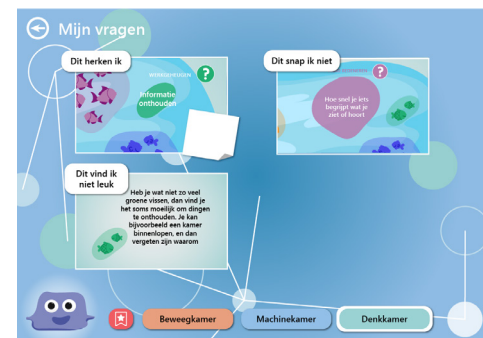 Mijn vragen
Dit herken ik
WERKGEHEUGEN
?
Informatie
onthouden
Dit snap ik niet
?
Hoe snel je iets
begrijpt wat je
ziet of hoort
Dit vind ik
niet leuk
Heb je wat niet zo veel
groene vissen, dan vind je
het soms moeilijk om dingen
te onthouden. Je kan
bijvoorbeeld een kamer
binnenlopen, en dan
vergeten zijn waarom
Beweegkamer
Machinekamer
Denkkamer